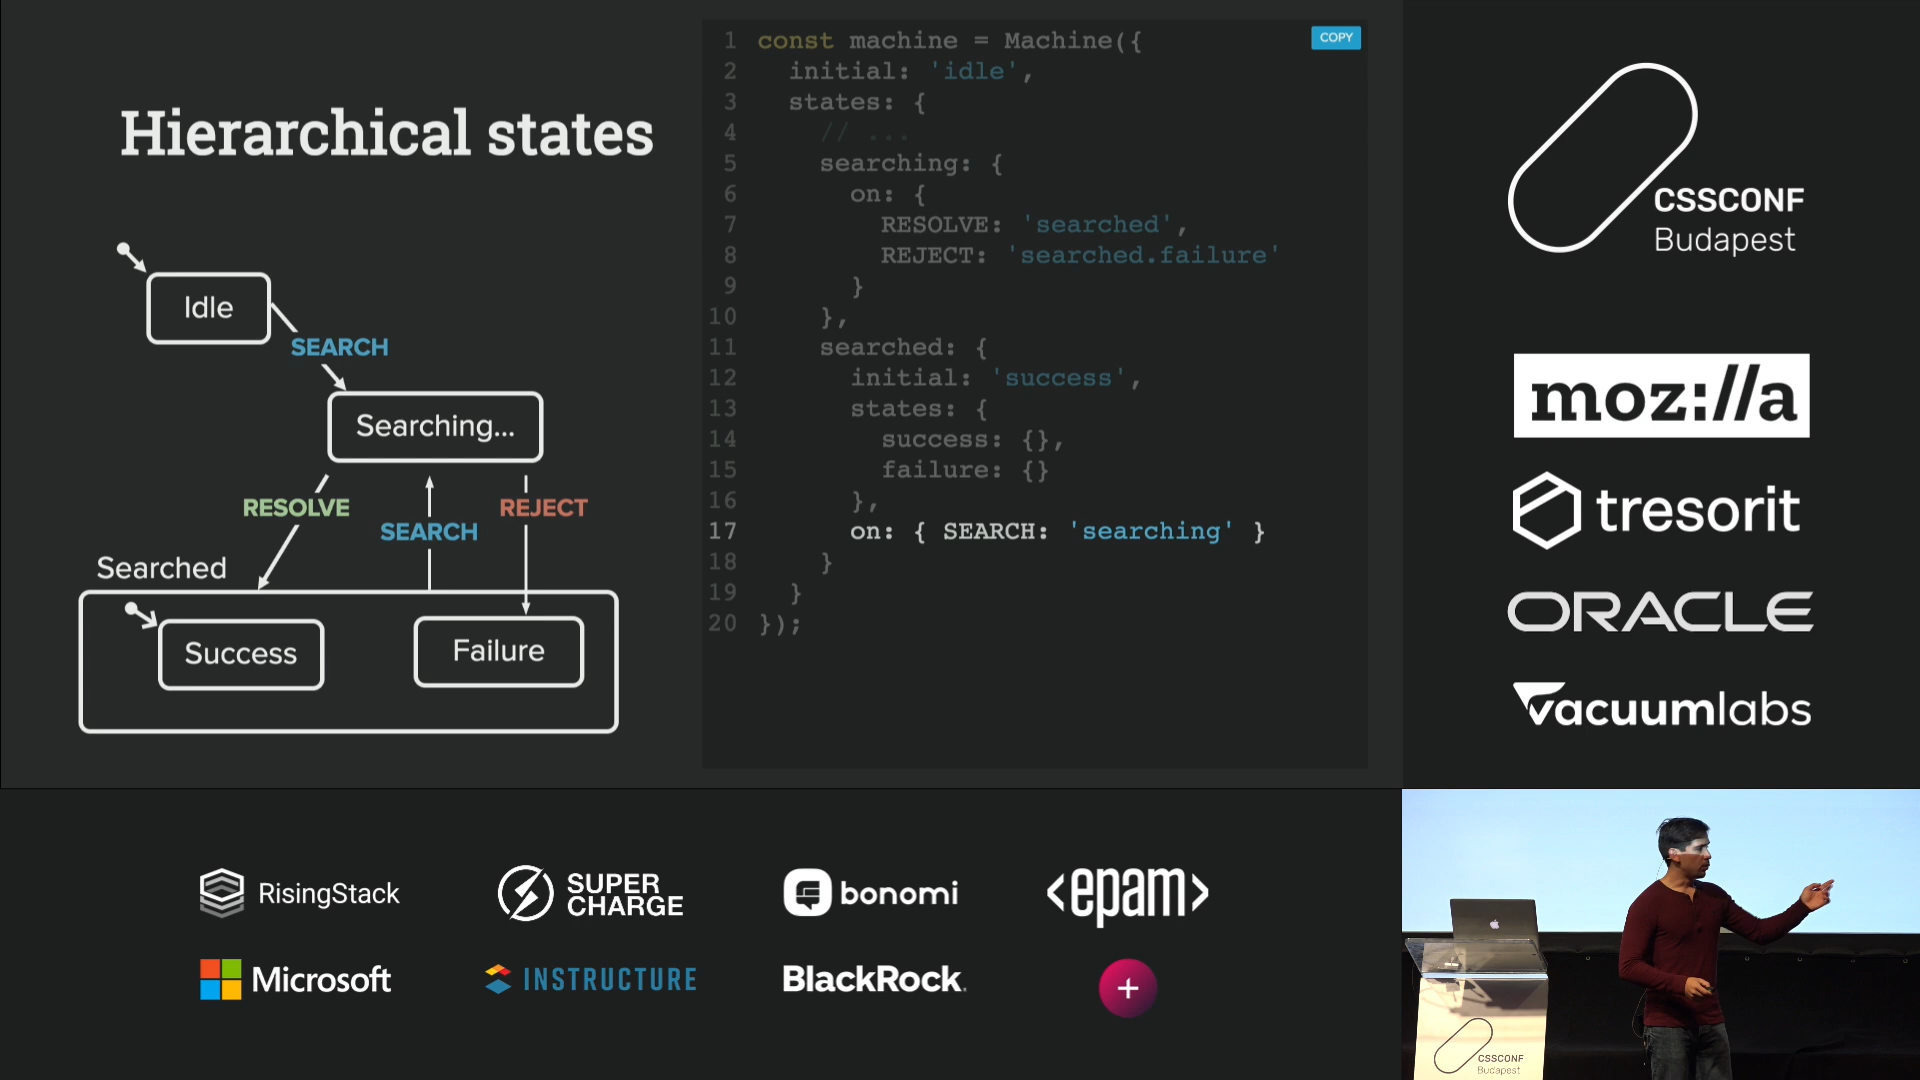 Hierarchical states
Idle
SEARCH
Searching...
RESOLVE
SEARCH
REJECT
Searched
Success
Failure
COPY
1 const machine = Machine({
2 initial: 'idle',
3 states: {
4 // ...
5 searching: {
6 on: {
7 RESOLVE: 'searched',
8 REJECT: 'searched.failure'
9 }
10 },
11 searched: {
12 initial: 'success',
13 states: {
14 success: {},
15 failure: {}
16 },
17 on: { SEARCH: 'searching' }
18 }
19 }
20 });
CSSCONF
Budapest
moz://a
tresorit
ORACLE
vacuumlabs
RisingStack
SUPER
CHARGE
bonomi
<epam>
Microsoft
INSTRUCTURE
BlackRock.
+
CSSCONF
Budapest